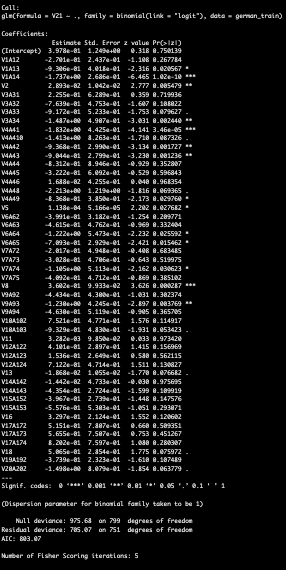 Call:
glm(formula = V21 ~ ., family = binomial(link = "logit"), data = german_train)
Coefficients:
Estimate Std. Error z value Pr(>|z|)
(Intercept) 3.978e-01 1.249e+00 0.318 0.750139
V1A12 -2.701e-01 2.437e-01 -1.108 0.267784
V1A13 -9.306e-01 4.018e-01 -2.316 0.020567 *
V1A14 -1.737e+00 2.686e-01 -6.465 1.02e-10 ***
V2 2.893e-02 1.042e-02 2.777 0.005479 **
V3A31 2.255e-01 6.289e-01 0.359 0.719936
V3A32 -7.639e-01 4.753e-01 -1.607 0.108022
V3A33 -9.172e-01 5.233e-01 -1.753 0.079627 .
V3A34 -1.487e+00 4.907e-01 -3.031 0.002440 **
V4A41 -1.832e+00 4.425e-01 -4.141 3.46e-05 ***
V4A410 -1.413e+00 8.263e-01 -1.710 0.087326 .
V4A42 -9.368e-01 2.990e-01 -3.134 0.001727 **
V4A43 -9.044e-01 2.799e-01 -3.230 0.001236 **
V4A44 -8.312e-01 8.946e-01 -0.929 0.352807
V4A45 -3.222e-01 6.092e-01 -0.529 0.596843
V4A46 1.688e-02 4.255e-01 0.040 0.968354
V4A48 -2.213e+00 1.219e+00 -1.816 0.069365 .
V4A49 -8.368e-01 3.850e-01 -2.173 0.029760 *
V5 1.138e-04 5.166e-05 2.202 0.027682 *
V6A62 -3.991e-01 3.182e-01 -1.254 0.209771
V6A63 -4.615e-01 4.762e-01 -0.969 0.332404
V6A64 -1.222e+00 5.473e-01 -2.232 0.025592 *
V6A65 -7.093e-01 2.929e-01 -2.421 0.015462 *
V7A72 -2.017e-01 4.948e-01 -0.408 0.683485
V7A73 -3.028e-01 4.706e-01 -0.643 0.519975
V7A74 -1.105e+00 5.113e-01 -2.162 0.030623 *
V7A75 -4.092e-01 4.712e-01 -0.869 0.385102
V8 3.602e-01 9.933e-02 3.626 0.000287 ***
V9A92 -4.434e-01 4.300e-01 -1.031 0.302374
V9A93 -1.230e+00 4.245e-01 -2.897 0.003769 **
V9A94 -4.630e-01 5.119e-01 -0.905 0.365705
V10A102 7.521e-01 4.771e-01 1.576 0.114917
V10A103 -9.329e-01 4.830e-01 -1.931 0.053423 .
V11 3.282e-03 9.850e-02 0.033 0.973420
V12A122 4.101e-01 2.897e-01 1.415 0.156969
V12A123 1.536e-01 2.649e-01 0.580 0.562115
V12A124 7.122e-01 4.714e-01 1.511 0.130827
V13 -1.868e-02 1.055e-02 -1.770 0.076682 .
V14A142 -1.442e-02 4.733e-01 -0.030 0.975695
V14A143 -4.354e-01 2.724e-01 -1.599 0.109919
V15A152 -3.967e-01 2.739e-01 -1.448 0.147576
V15A153 -5.576e-01 5.303e-01 -1.051 0.293071
V16 3.297e-01 2.124e-01 1.552 0.120602
V17A172 5.151e-01 7.807e-01 0.660 0.509351
V17A173 5.655e-01 7.507e-01 0.753 0.451267
V17A174 8.202e-01 7.597e-01 1.080 0.280307
V18 5.065e-01 2.854e-01 1.775 0.075972 .
V19A192 -3.739e-01 2.323e-01 -1.610 0.107489
V20A202 -1.498e+00 8.079e-01 -1.854 0.063779 .
---
Signif. codes: 0 '***' 0.001 '**' 0.01 '*' 0.05 '.' 0.1 ' ' 1
(Dispersion parameter for binomial family taken to be 1)
Null deviance: 975.68 on 799 degrees of freedom
Residual deviance: 705.07 on 751 degrees of freedom
AIC: 803.07
Number of Fisher Scoring iterations: 5